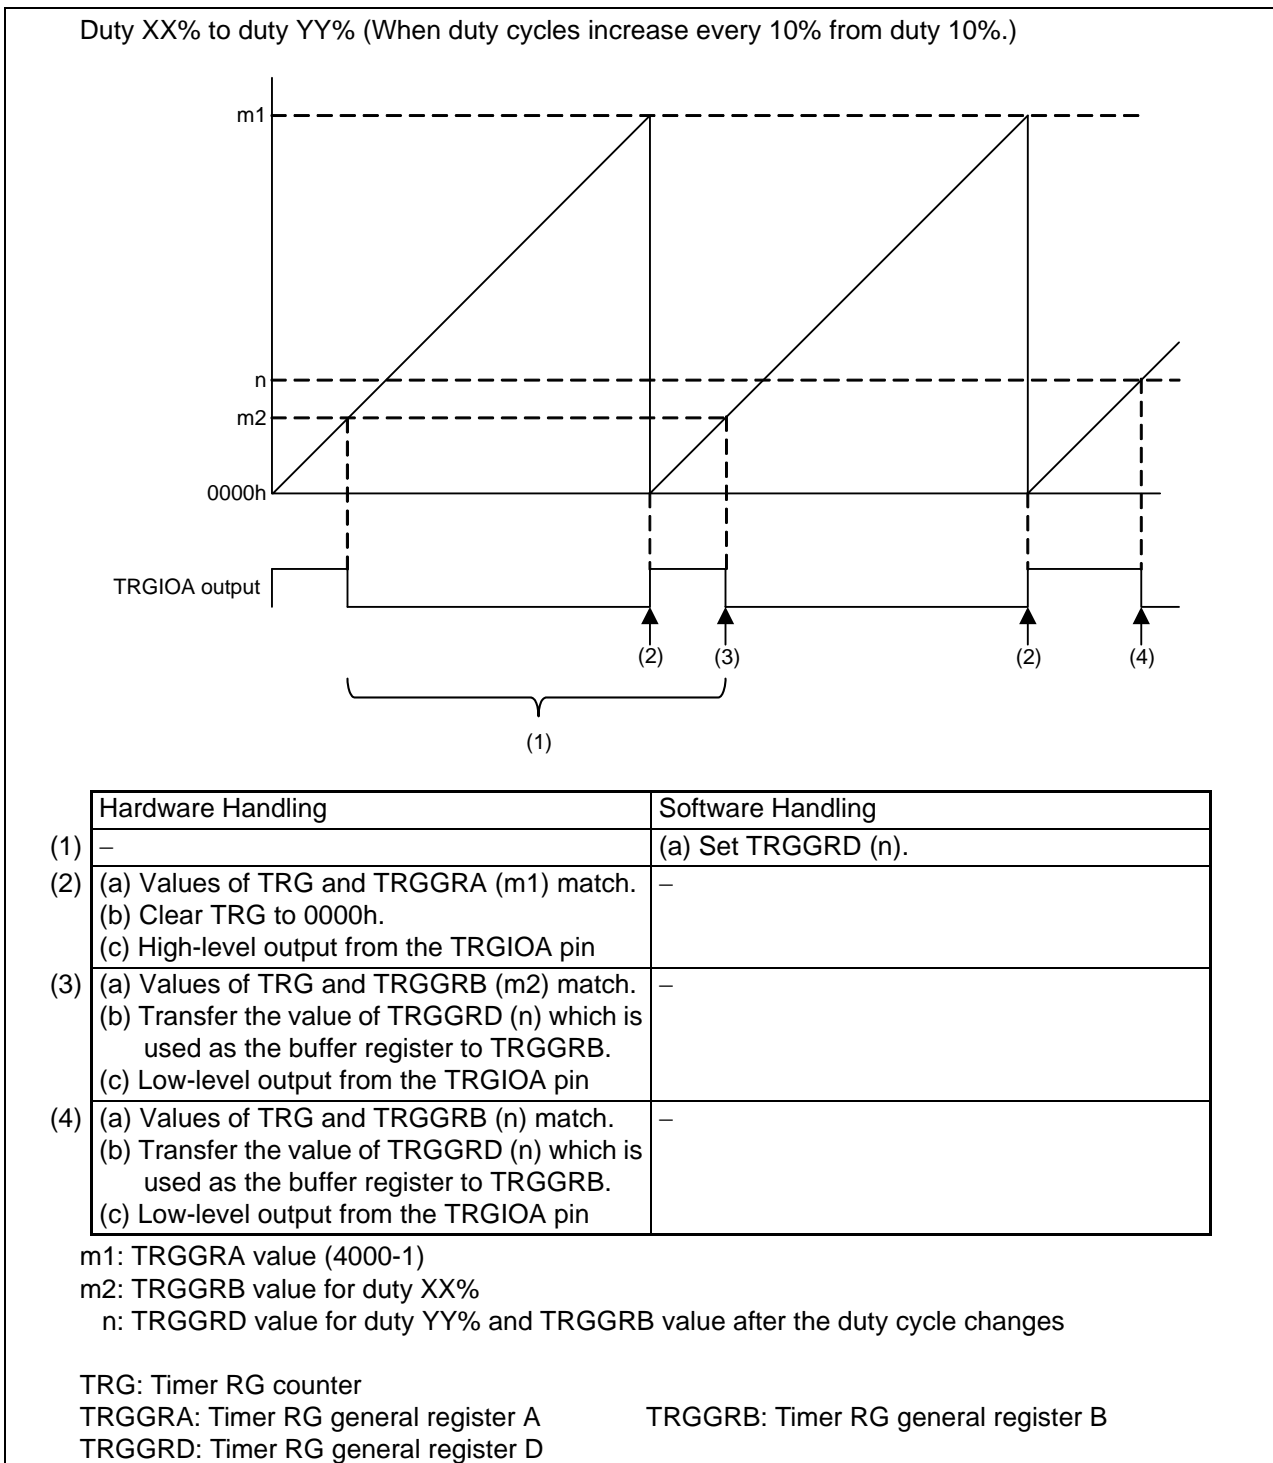 Duty XX% to duty YY% (When duty cycles increase every 10% from duty 10%.)
m1
n
m2
0000h
TRGIOA output
(2)
(3)
(2)
(4)
(1)
Hardware Handling Software Handling
(1) – (a) Set TRGGRD (n).
(2) (a) Values of TRG and TRGGRA (m1) match. –
(b) Clear TRG to 0000h.
(c) High-level output from the TRGIOA pin
(3) (a) Values of TRG and TRGGRB (m2) match. –
(b) Transfer the value of TRGGRD (n) which is
used as the buffer register to TRGGRB.
(c) Low-level output from the TRGIOA pin
(4) (a) Values of TRG and TRGGRB (n) match. –
(b) Transfer the value of TRGGRD (n) which is
used as the buffer register to TRGGRB.
(c) Low-level output from the TRGIOA pin
m1: TRGGRA value (4000-1)
m2: TRGGRB value for duty XX%
n: TRGGRD value for duty YY% and TRGGRB value after the duty cycle changes
TRG: Timer RG counter
TRGGRA: Timer RG general register A TRGGRB: Timer RG general register B
TRGGRD: Timer RG general register D